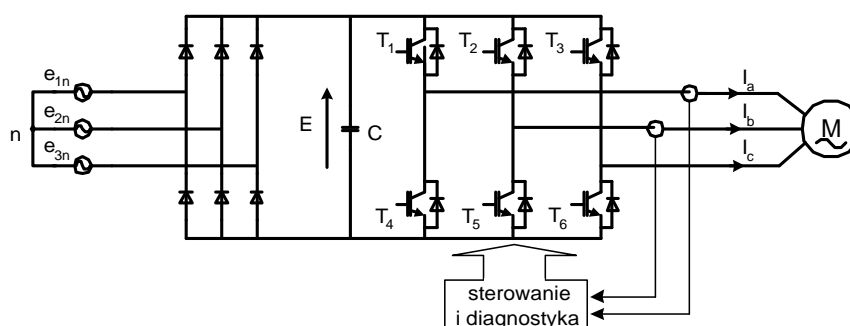 T1
T2
T3
e1n
e2n
e3n
n
E
C
Ia
Ib
Ic
M
T4
T5
T6
sterowanie
i diagnostyka